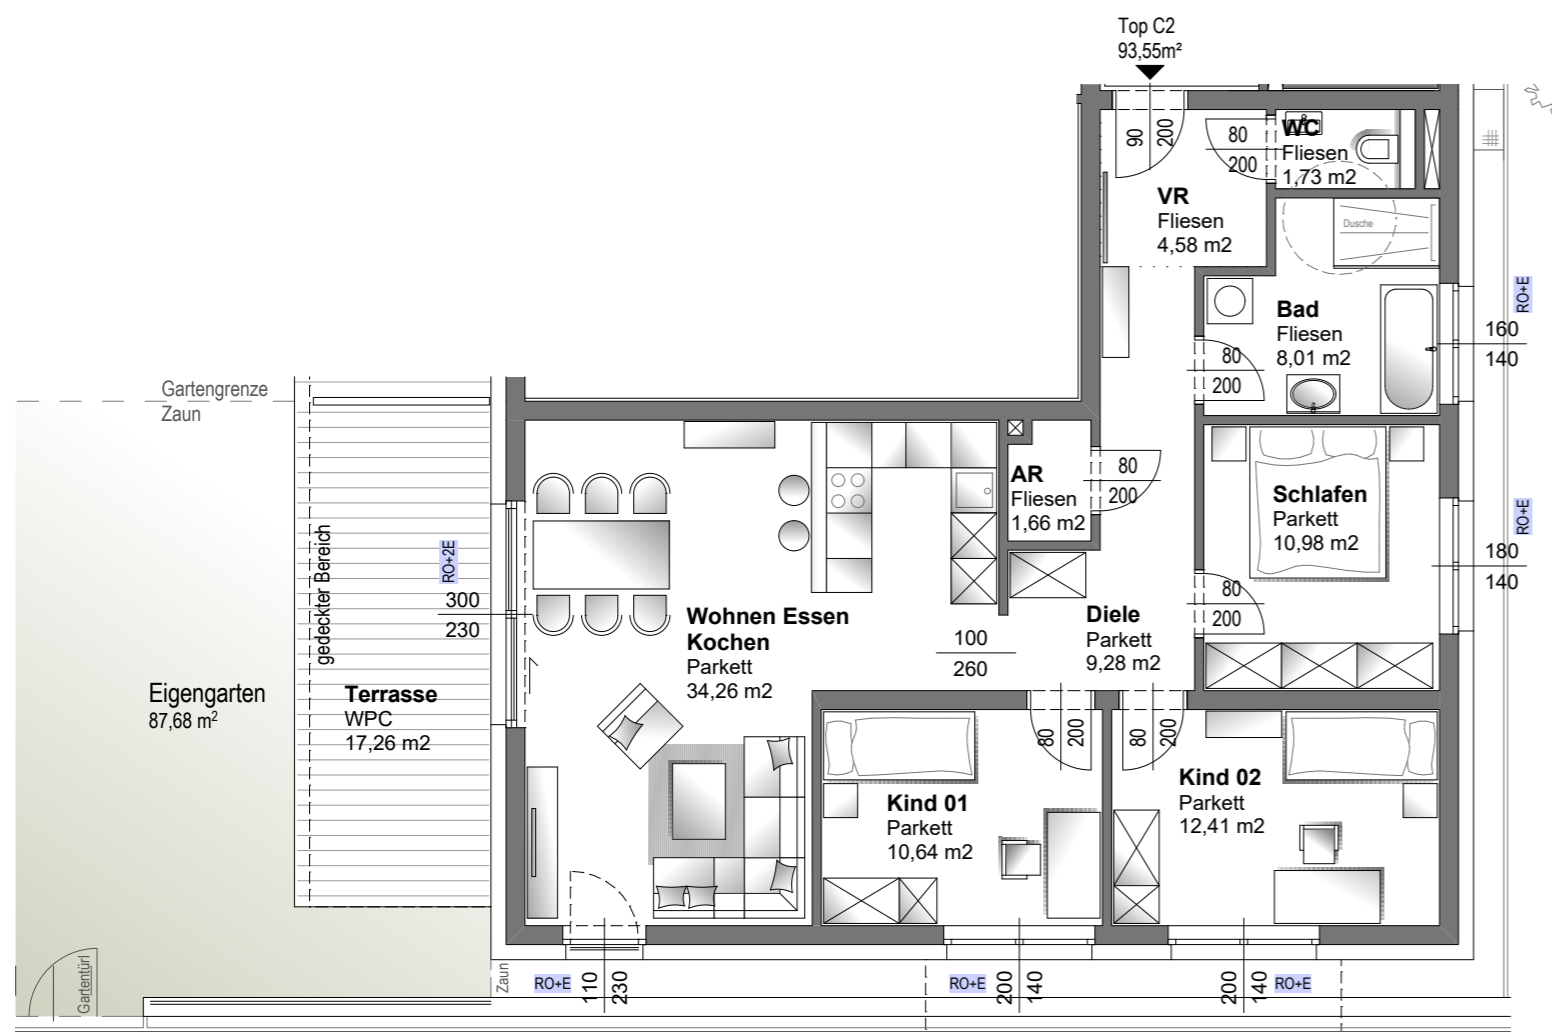 Top C2
93,55m²
90
200
80
200
WC
Fliesen
1,73 m2
VR
Fliesen
4,58 m2
Dusche
Bad
Fliesen
8,01 m2
80
200
RO+E
160
140
Gartengrenze
Zaun
AR
Fliesen
1,66 m2
80
200
Schlafen
Parkett
10,98 m2
RO+E
180
140
80
200
gedeckter Bereich
RO+2E
300
230
Wohnen Essen
Kochen
Parkett
34,26 m2
100
260
Diele
Parkett
9,28 m2
Eigengarten
87,68 m²
Terrasse
WPC
17,26 m2
80
200
80
200
Kind 01
Parkett
10,64 m2
Kind 02
Parkett
12,41 m2
Gartentürl
Zaun
RO+E
110
230
RO+E
200
140
200
140
RO+E